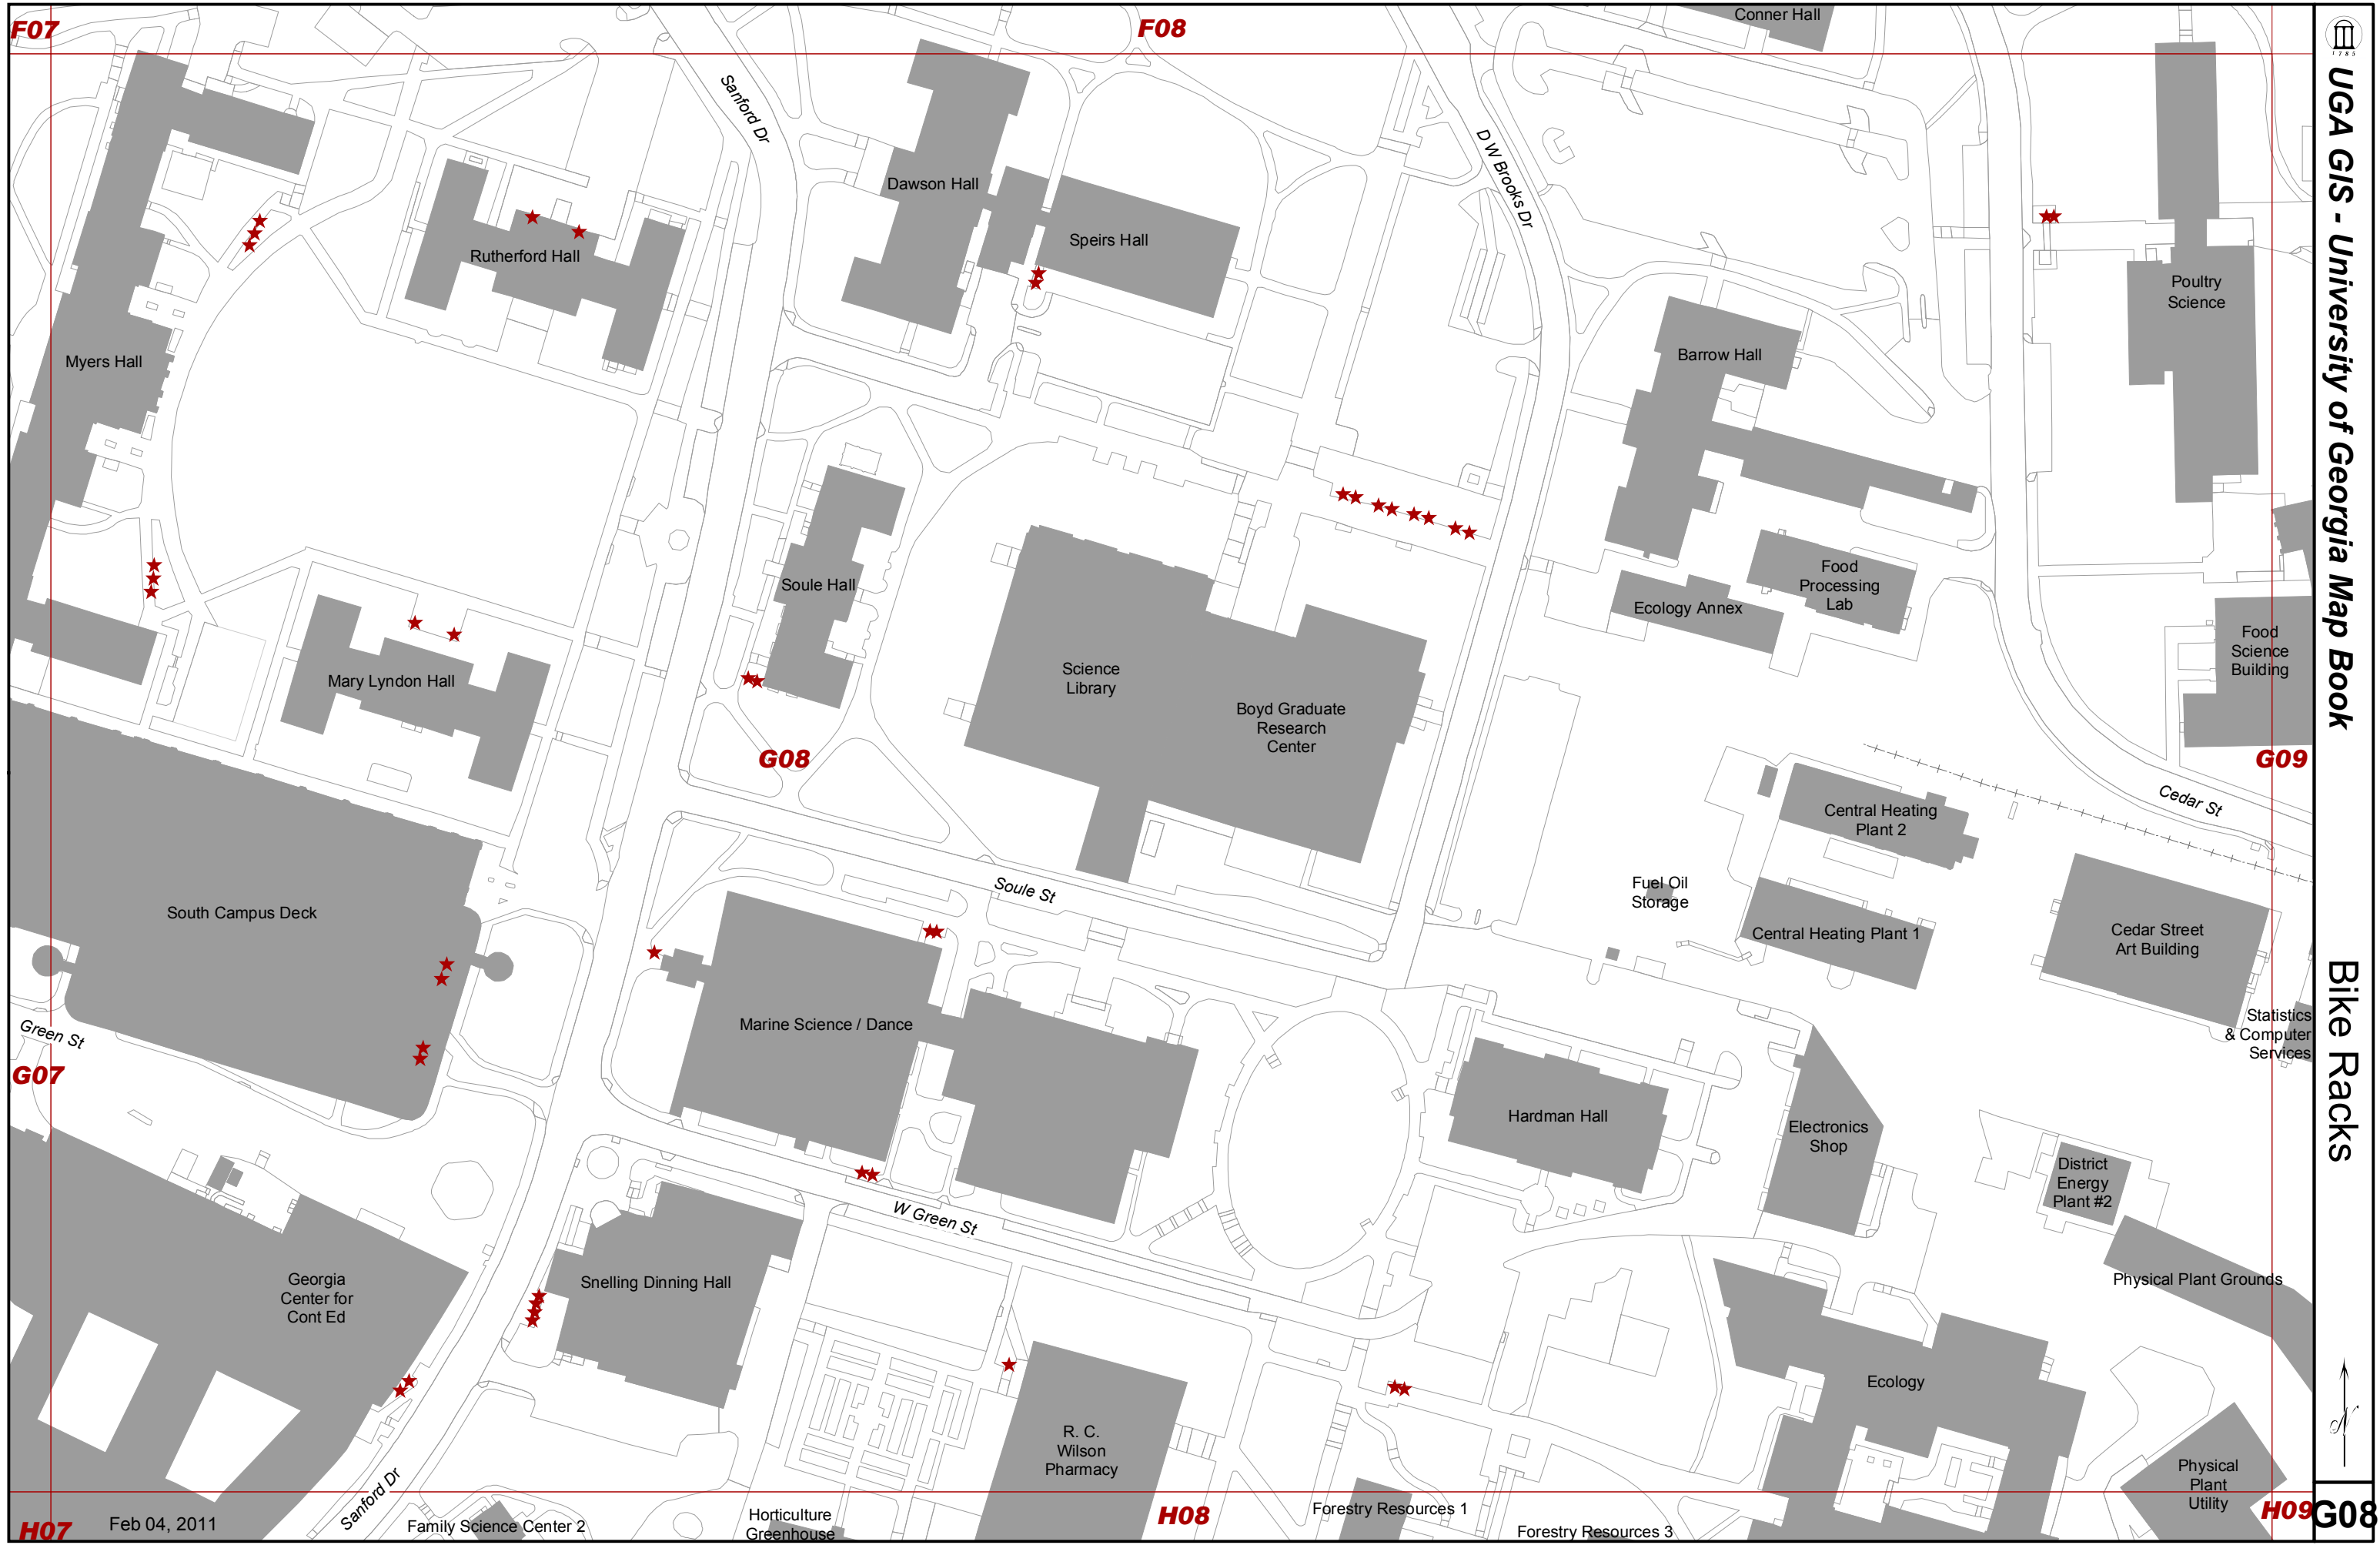 F07
F08
Conner Hall
1785
UGA GIS - University of Georgia Map Book
Sanford Dr
D W Brooks Dr
Dawson Hall
Speirs Hall
Rutherford Hall
Poultry
Science
Myers Hall
Barrow Hall
Soule Hall
Food
Processing
Lab
Ecology Annex
Food
Science
Building
Mary Lyndon Hall
Science
Library
Boyd Graduate
Research
Center
G08
G09
Cedar St
Central Heating
Plant 2
Soule St
Fuel Oil
Storage
South Campus Deck
Central Heating Plant 1
Cedar Street
Art Building
Bike Racks
Marine Science / Dance
Green St
Statistics
& Computer
Services
G07
Hardman Hall
Electronics
Shop
District
Energy
Plant #2
W Green St
Georgia
Center for
Cont Ed
Snelling Dinning Hall
Physical Plant Grounds
Ecology
R. C.
Wilson
Pharmacy
Physical
Plant
Utility
N
Sanford Dr
H07
Feb 04, 2011
Family Science Center 2
Horticulture
Greenhouse
H08
Forestry Resources 1
Forestry Resources 3
H09
G08